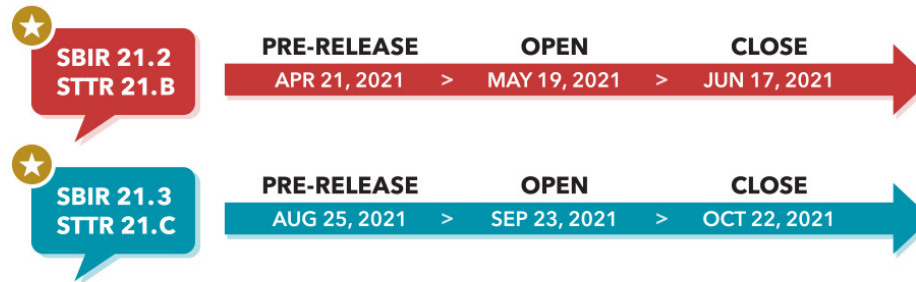 SBIR 21.2
STTR 21.B
PRE-RELEASE OPEN CLOSE
APR 21, 2021 > MAY 19, 2021 > JUN 17, 2021
SBIR 21.3
STTR 21.C
PRE-RELEASE OPEN CLOSE
AUG 25, 2021 > SEP 23, 2021 > OCT 22, 2021